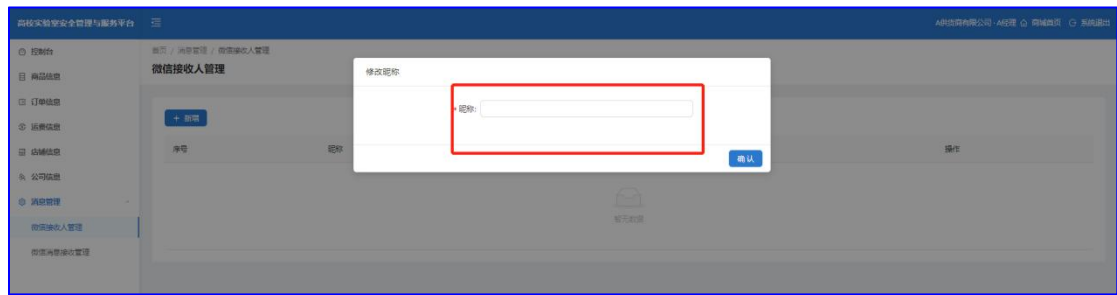 高校实验室安全管理与服务平台
A供货商有限公司-A经理 商城首页 系统退出
控制台
商品信息
订单信息
运费信息
店铺信息
公司信息
消息管理
微信接收人管理
微信消息接收管理
首页 / 消息管理 / 微信接收人管理
微信接收人管理
+ 新增
序号 昵称 操作
暂无数据
修改昵称
* 昵称:
确 认